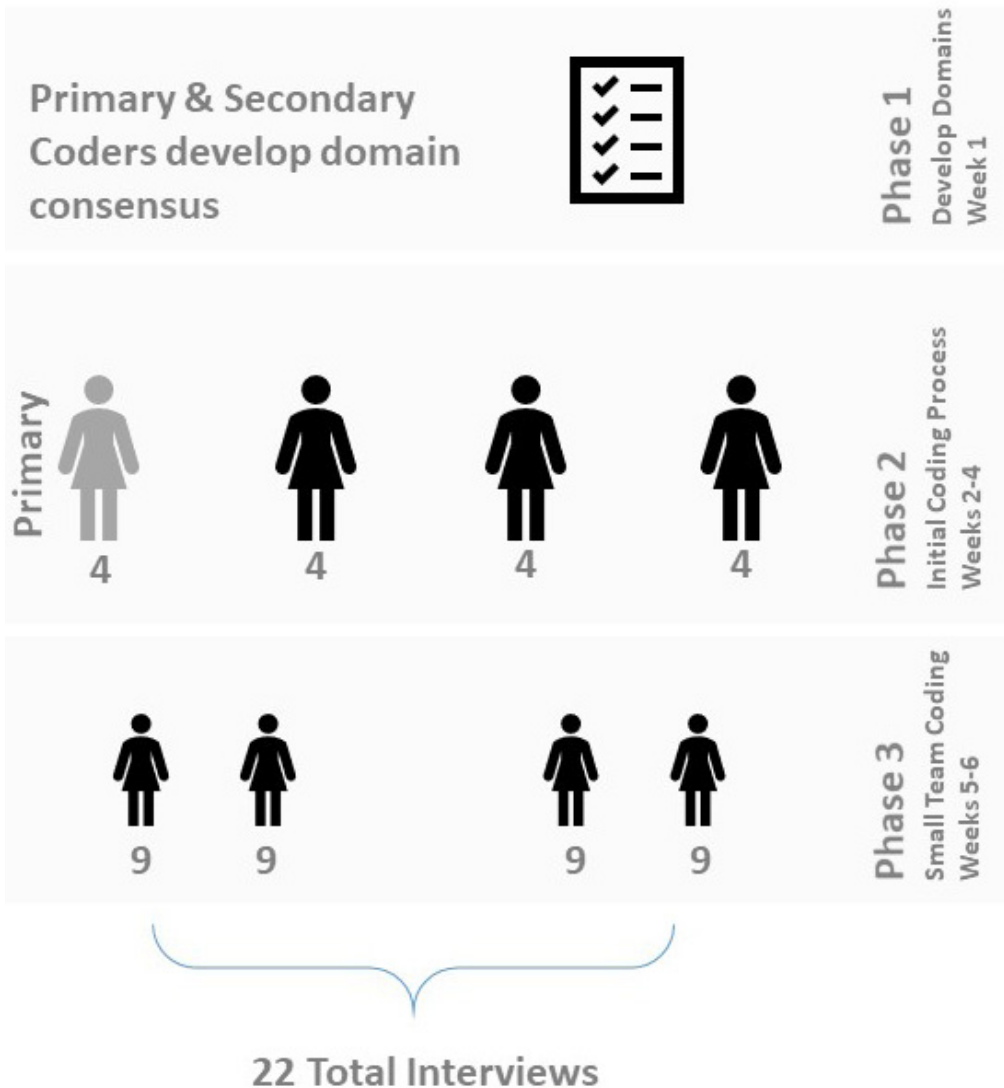 Primary & Secondary
Coders develop domain
consensus
Phase 1
Develop Domains
Week 1
Primary
4
4
4
4
Phase 2
Initial Coding Process
Weeks 2-4
9
9
9
9
Phase 3
Small Team Coding
Weeks 5-6
22 Total Interviews